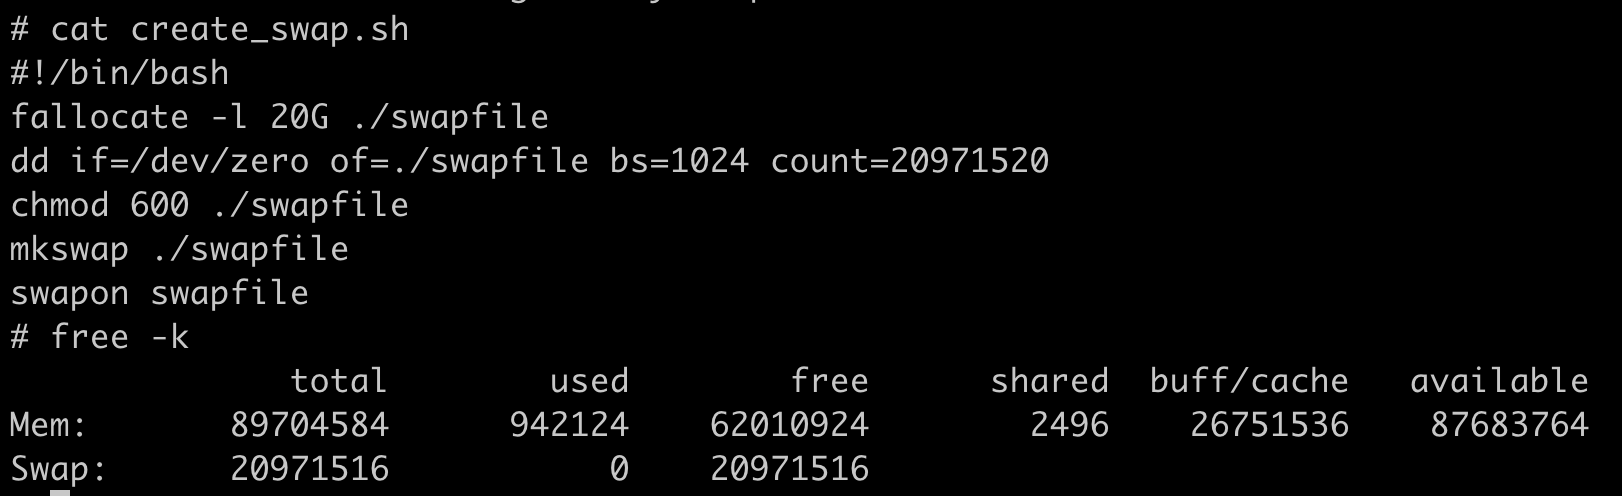 # cat create_swap.sh
#!/bin/bash
fallocate -l 20G ./swapfile
dd if=/dev/zero of=./swapfile bs=1024 count=20971520
chmod 600 ./swapfile
mkswap ./swapfile
swapon swapfile
# free -k
total used free shared buff/cache available
Mem: 89704584 942124 62010924 2496 26751536 87683764
Swap: 20971516 0 20971516